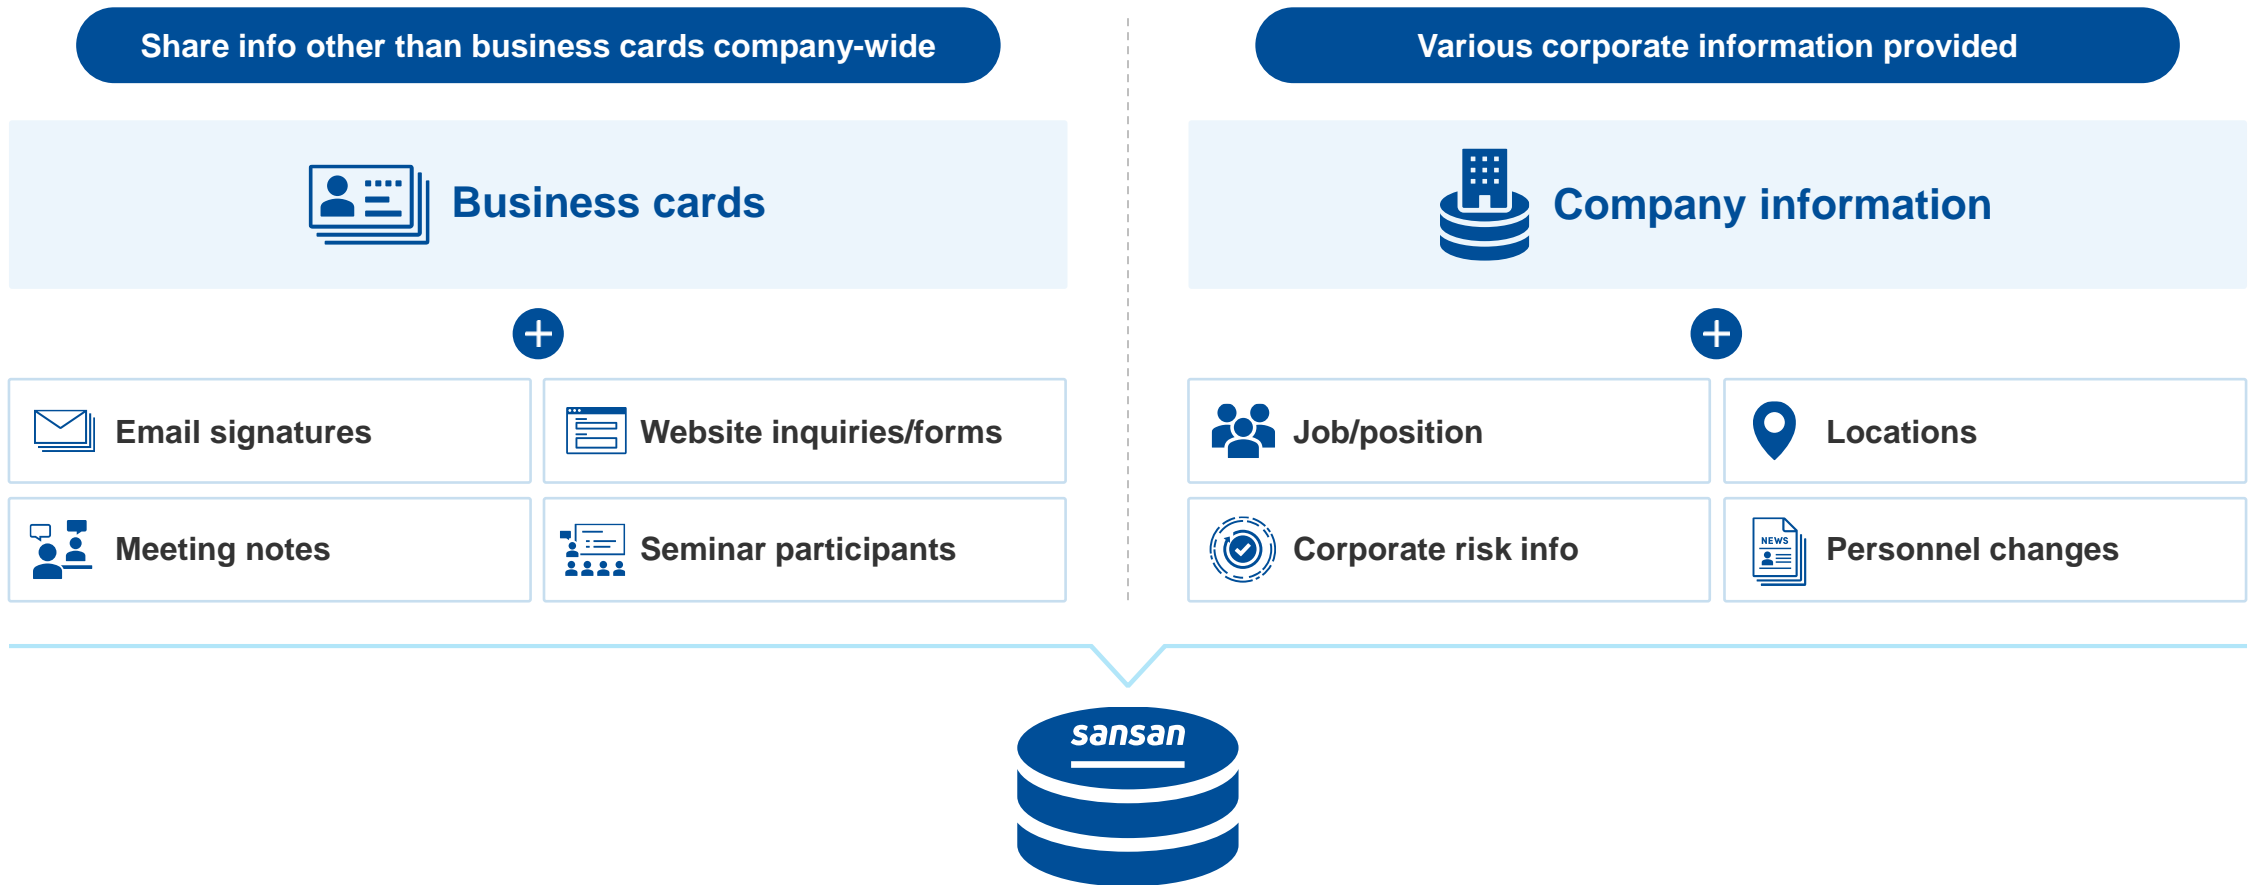 Share info other than business cards company-wide
Business cards
Email signatures
Website inquiries/forms
Meeting notes
Seminar participants
Various corporate information provided
Company information
Job/position
Locations
Corporate risk info
NEWS
Personnel changes
sansan